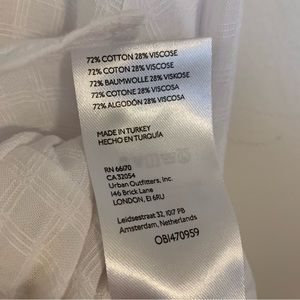 72% COTTON 28% VISCOSE
72% COTON 28% VISCOSE
72% BAUMWOLLE 28% VISKOSE
72% COTONE 28% VISCOSA
72% ALGODÓN 28% VISCOSA
MADE IN TURKEY
HECHO EN TURQUÍA
RN 66170
CA 32054
Urban Outfitters, Inc.
146 Brick Lane
LONDON, E1 6RU
Leidsestraat 32, 1017 PB
Amsterdam, Netherlands
OB1470959